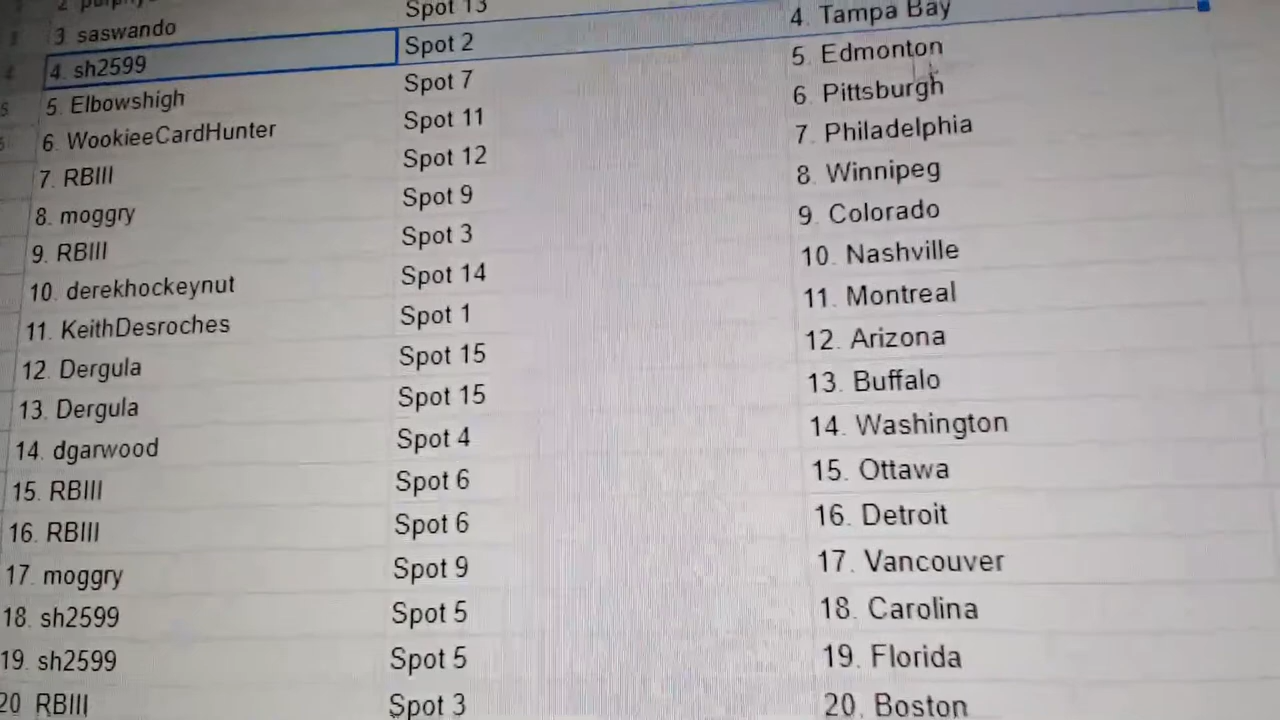 3 saswando Spot 13
4. sh2599 Spot 2 4. Tampa Bay
5. Elbowshigh Spot 7 5. Edmonton
6. WookieeCardHunter Spot 11 6. Pittsburgh
7. RBIII Spot 12 7. Philadelphia
8. moggry Spot 9 8. Winnipeg
9. RBIII Spot 3 9. Colorado
10. derekhockeynut Spot 14 10. Nashville
11. KeithDesroches Spot 1 11. Montreal
12. Dergula Spot 15 12. Arizona
13. Dergula Spot 15 13. Buffalo
14. dgarwood Spot 4 14. Washington
15. RBIII Spot 6 15. Ottawa
16. RBIII Spot 6 16. Detroit
17. moggry Spot 9 17. Vancouver
18. sh2599 Spot 5 18. Carolina
19. sh2599 Spot 5 19. Florida
20 RBIII Spot 3 20. Boston